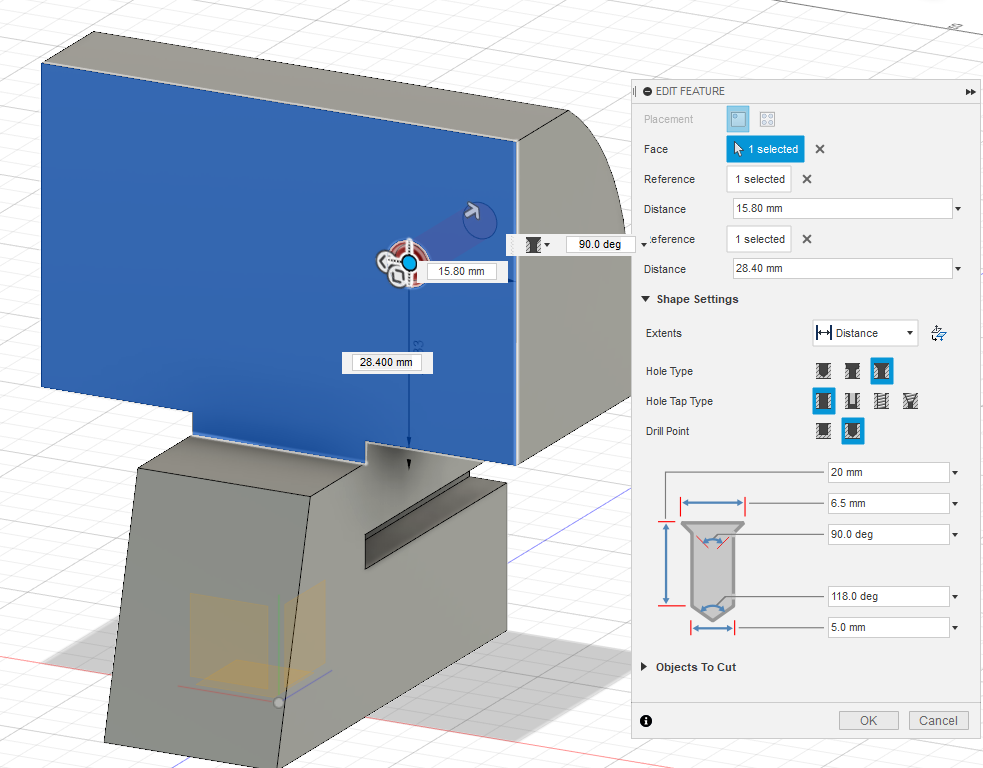 EDIT FEATURE
Placement
Face
1 selected
Reference
1 selected
Distance
15.80 mm
90.0 deg
eference
1 selected
15.80 mm
Distance
28.40 mm
Shape Settings
Extents
Distance
28.400 mm
Hole Type
Hole Tap Type
Drill Point
20 mm
6.5 mm
90.0 deg
118.0 deg
5.0 mm
Objects To Cut
OK
Cancel